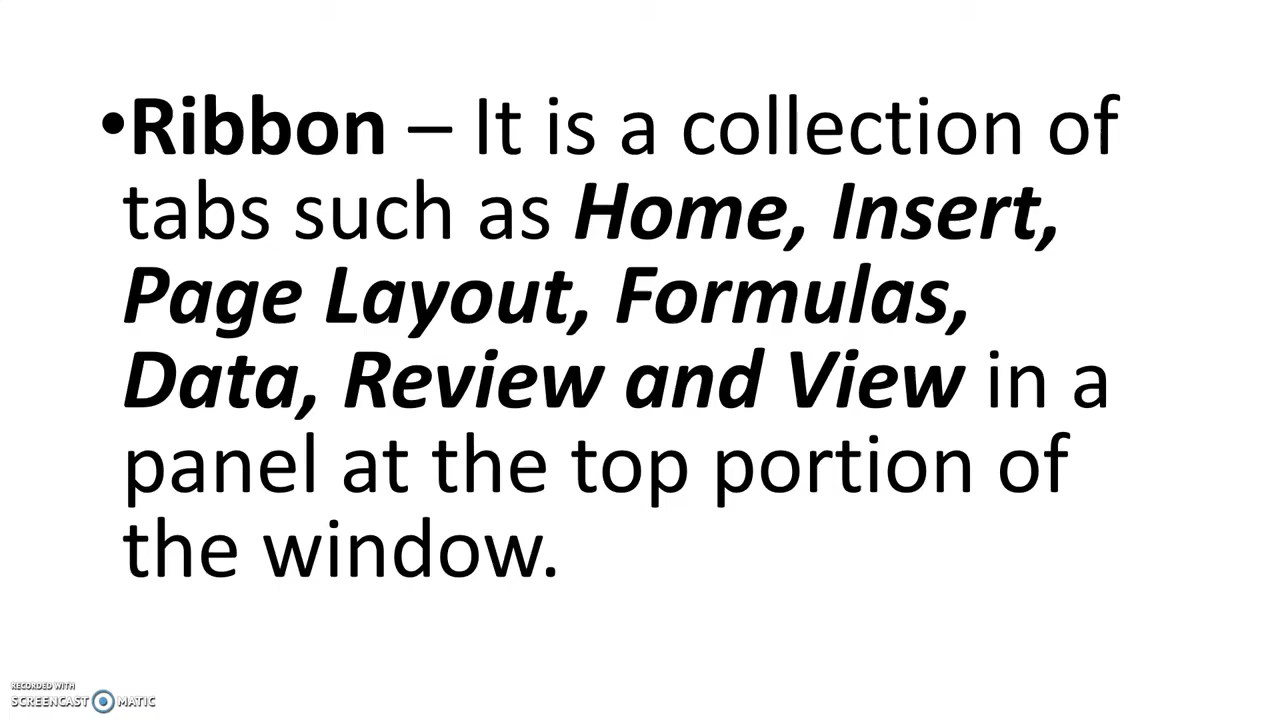 •Ribbon – It is a collection of
tabs such as Home, Insert,
Page Layout, Formulas,
Data, Review and View in a
panel at the top portion of
the window.
RECORDED WITH
SCREENCAST MATIC